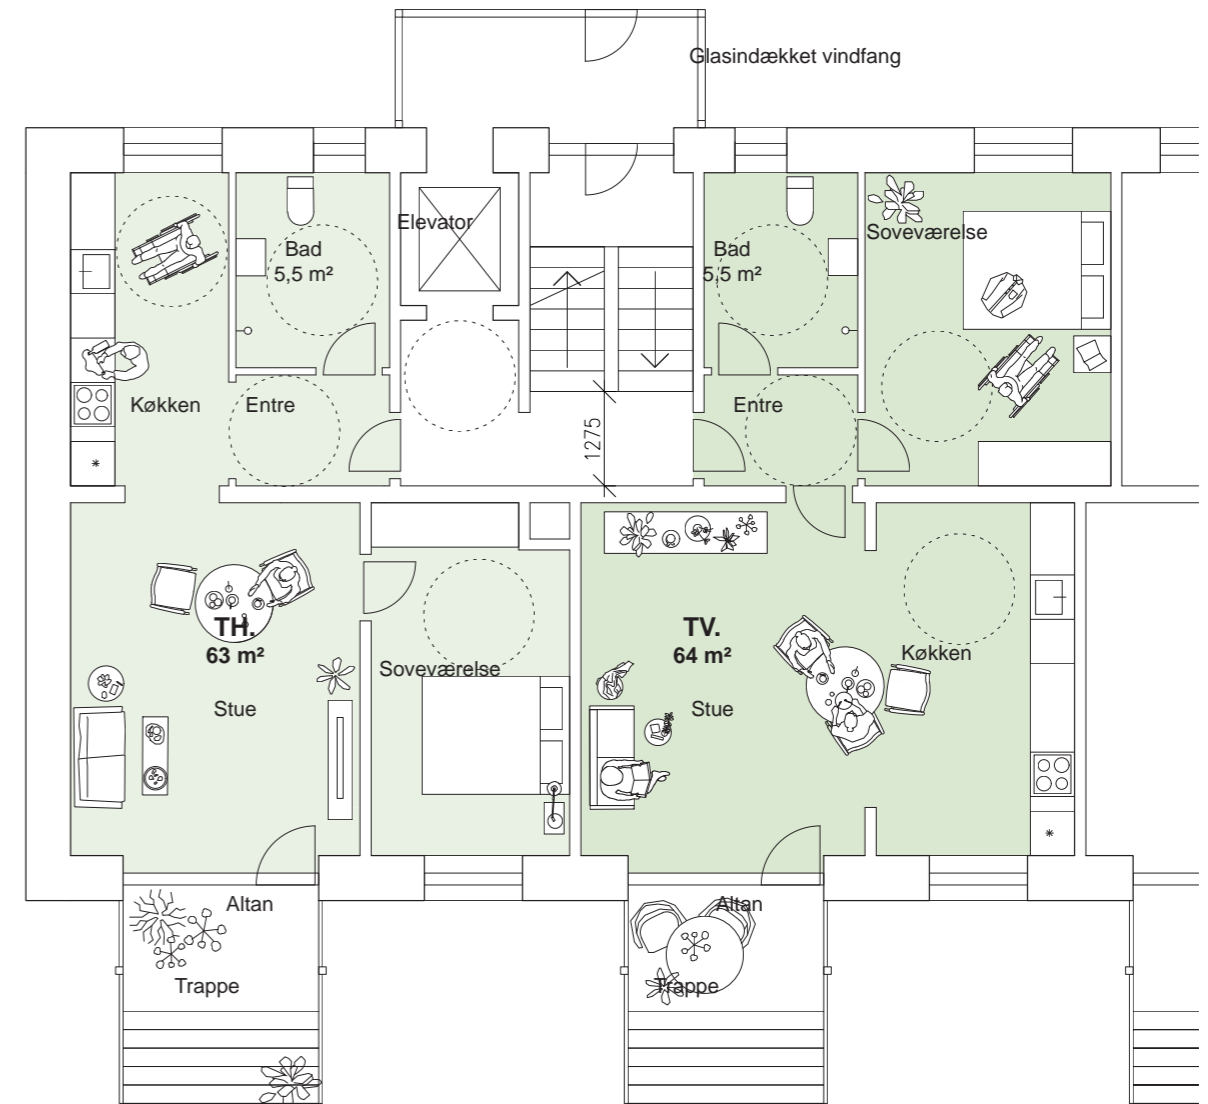 Glasindækket vindfang
Elevator
Bad
5,5 m²
Bad
5,5 m²
Soveværelse
Køkken
Entre
Entre
1275
TH.
63 m²
TV.
64 m²
Køkken
Soveværelse
Stue
Stue
Altan
Altan
Trappe
Trappe